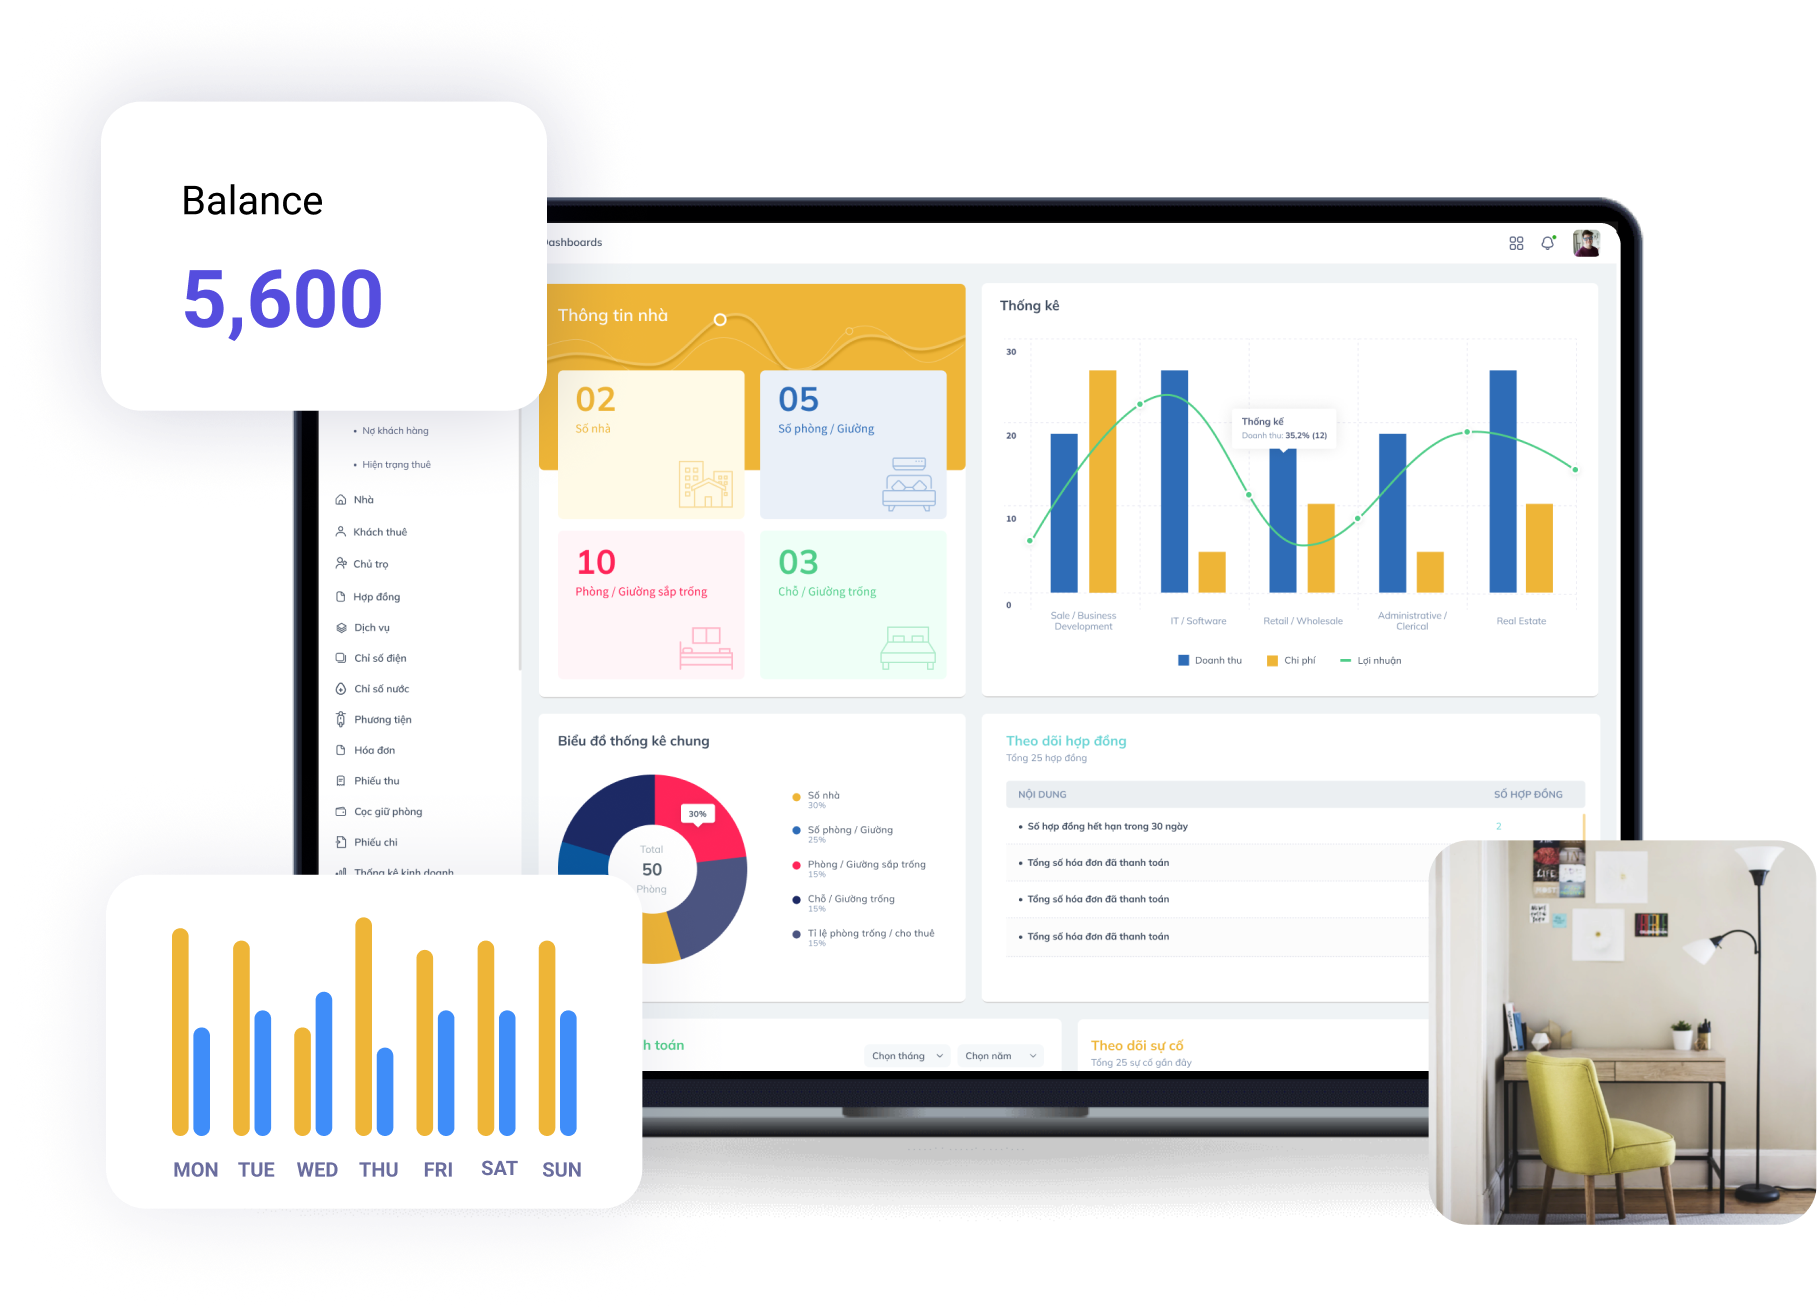 Balance
5,600
Dashboards
Nợ khách hàng
Hiện trạng thuê
Nhà
Khách thuê
Chủ trọ
Hợp đồng
Dịch vụ
Chỉ số điện
Chỉ số nước
Phương tiện
Hóa đơn
Phiếu thu
Cọc giữ phòng
Phiếu chi
Thống kê kinh doanh
Thông tin nhà
02
Số nhà
05
Số phòng / Giường
10
Phòng / Giường sắp trống
03
Chỗ / Giường trống
Thống kê
30
20
10
0
Thống kế
Doanh thu: 35,2% (12)
Sale / Business
Development
IT / Software
Retail / Wholesale
Administrative /
Clerical
Real Estate
Doanh thu
Chi phí
Lợi nhuận
Biểu đồ thống kê chung
30%
Total
50
Phòng
Số nhà
30%
Số phòng / Giường
25%
Phòng / Giường sắp trống
15%
Chỗ / Giường trống
15%
Tỉ lệ phòng trống / cho thuê
15%
Theo dõi hợp đồng
Tổng 25 hợp đồng
NỘI DUNG SỐ HỢP ĐỒNG
Số hợp đồng hết hạn trong 30 ngày 2
Tổng số hóa đơn đã thanh toán
Tổng số hóa đơn đã thanh toán
Tổng số hóa đơn đã thanh toán
h toán
Chọn tháng
Chọn năm
Theo dõi sự cố
Tổng 25 sự cố gần đây
MON TUE WED THU FRI SAT SUN